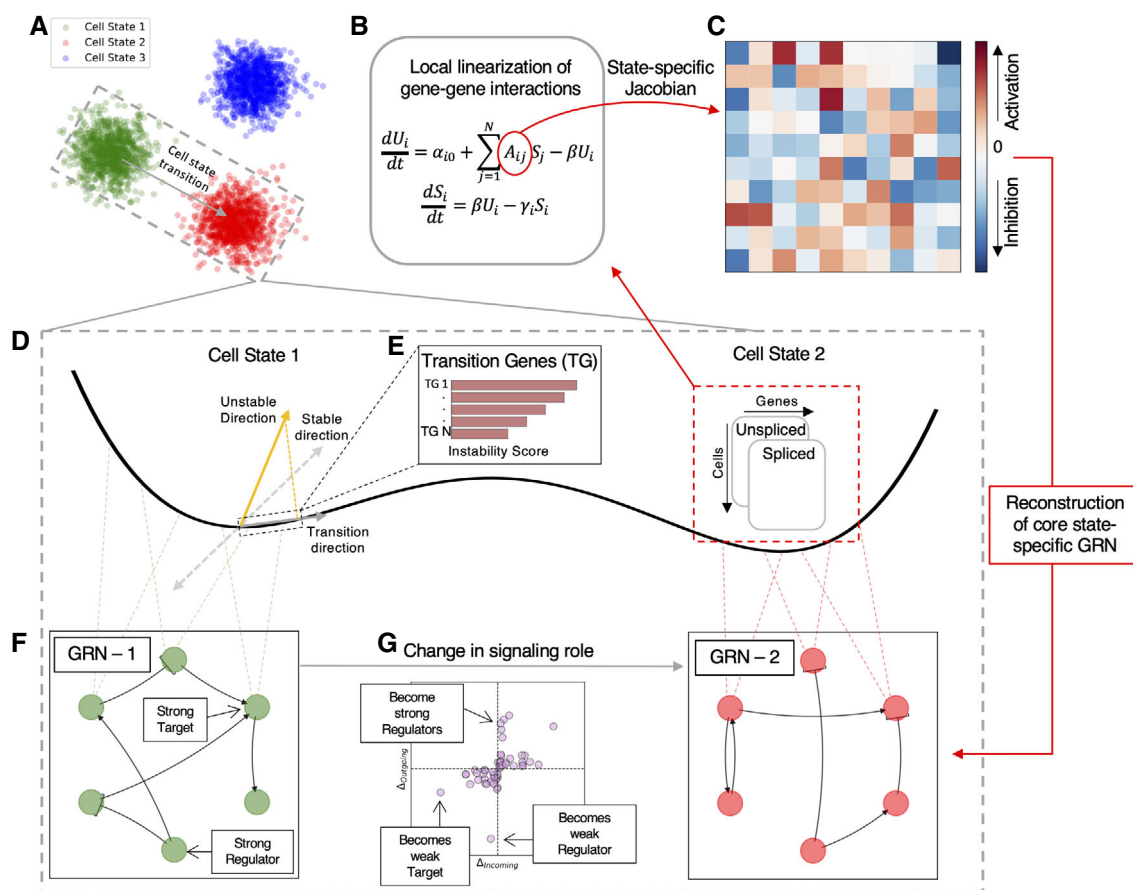 A
Cell State 1
Cell State 2
Cell State 3
Cell state
transition
B
Local linearization of
gene-gene interactions
dU_i/dt = α_{i0} + ∑_{j=1}^{N} A_{ij} S_j − βU_i
dS_i/dt = βU_i − γ_i S_i
State-specific
Jacobian
C
Activation
0
Inhibition
D
Cell State 1
Unstable
Direction
Stable
direction
Transition
direction
E
Transition Genes (TG)
TG 1
.
.
.
TG N
Instability Score
Cell State 2
Genes
Cells
Unspliced
Spliced
Reconstruction
of core state-
specific GRN
F
GRN – 1
Strong
Target
Strong
Regulator
G
Change in signaling role
Become
strong
Regulators
Δ_Outgoing
Becomes
weak
Target
Δ_Incoming
Becomes
weak
Regulator
GRN – 2